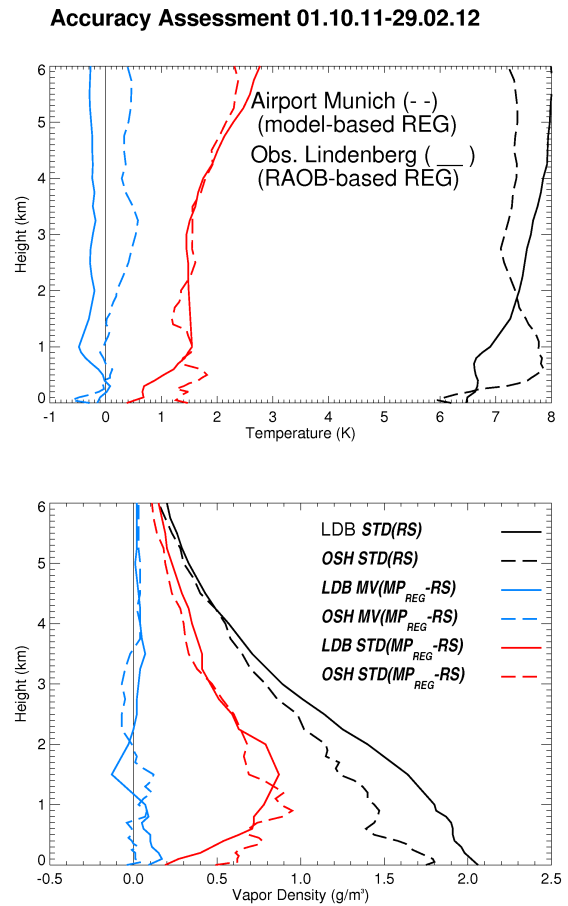 Accuracy Assessment 01.10.11-29.02.12
6
5
4
3
2
1
0
Height (km)
Airport Munich (- -)
(model-based REG)
Obs. Lindenberg ( __ )
(RAOB-based REG)
-1 0 1 2 3 4 5 6 7 8
Temperature (K)
6
5
4
3
2
1
0
Height (km)
LDB STD(RS)
OSH STD(RS)
LDB MV(MP_REG-RS)
OSH MV(MP_REG-RS)
LDB STD(MP_REG-RS)
OSH STD(MP_REG-RS)
-0.5 0.0 0.5 1.0 1.5 2.0 2.5
Vapor Density (g/m³)